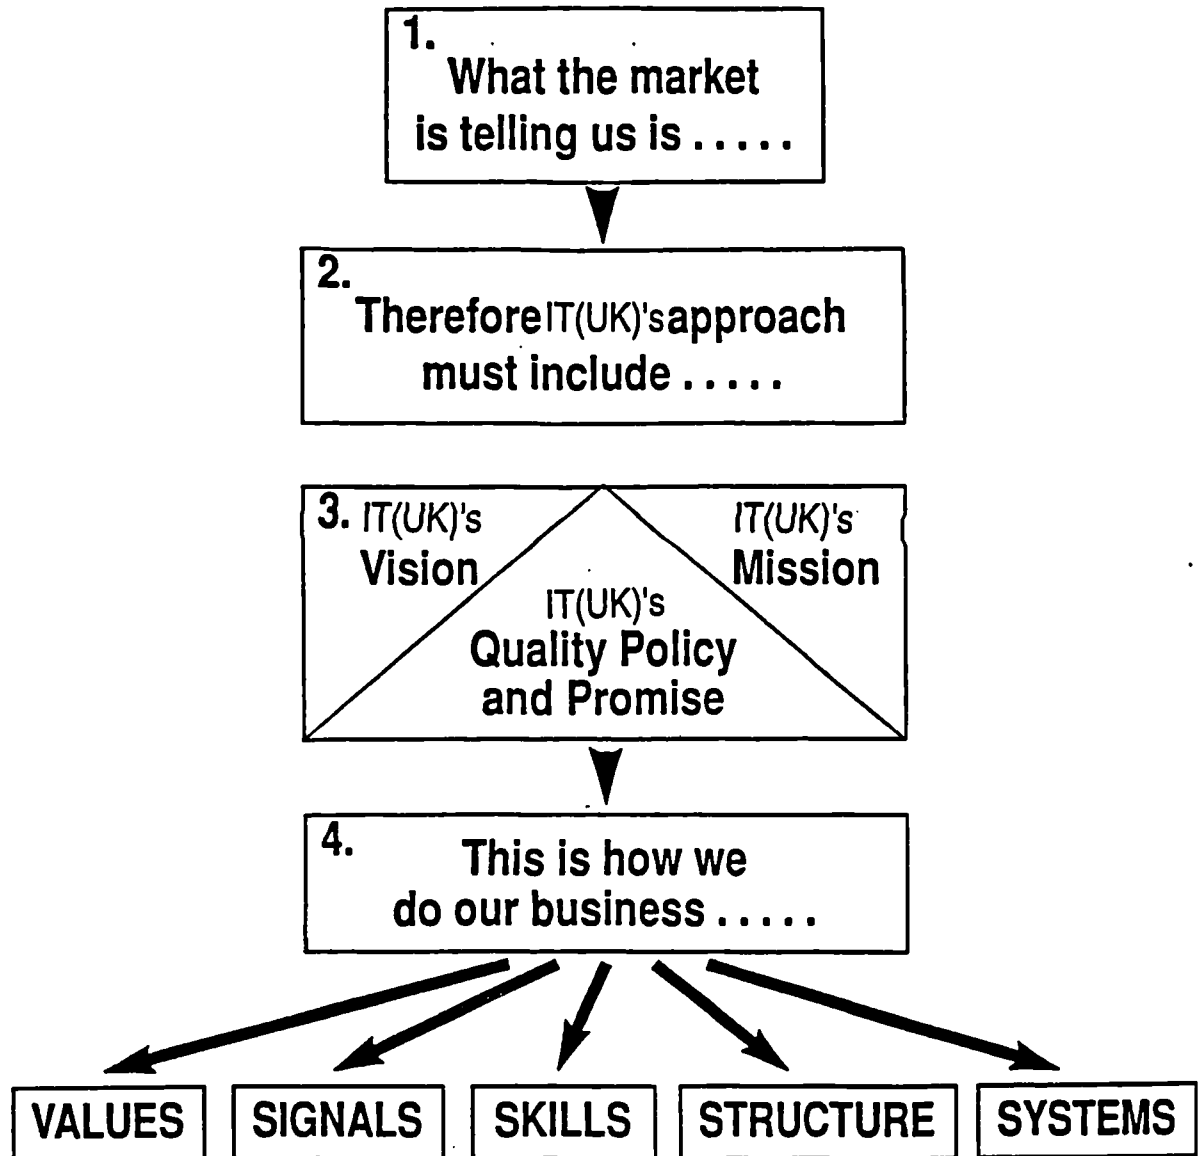 1.
What the market
is telling us is .....
2.
Therefore IT(UK)'s approach
must include .....
3. IT(UK)'s
Vision
IT(UK)'s
Mission
IT(UK)'s
Quality Policy
and Promise
4.
This is how we
do our business .....
VALUES
SIGNALS
SKILLS
STRUCTURE
SYSTEMS